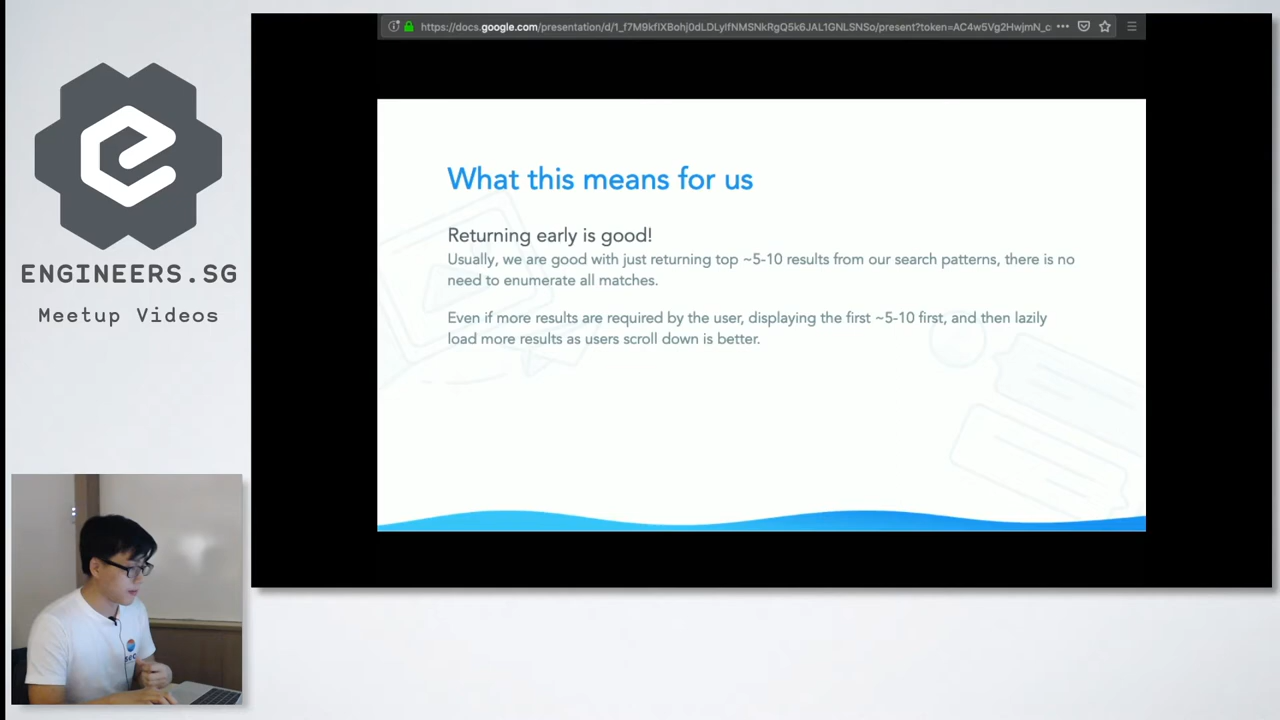 https://docs.google.com/presentation/d/1_f7M9kfIXBohj0dLDLyIfNMSNkRgQ5k6JAL1GNLSNSo/present?token=AC4w5Vg2HwjmN_c
ENGINEERS.SG
Meetup Videos
What this means for us
Returning early is good!
Usually, we are good with just returning top ~5-10 results from our search patterns, there is no
need to enumerate all matches.
Even if more results are required by the user, displaying the first ~5-10 first, and then lazily
load more results as users scroll down is better.